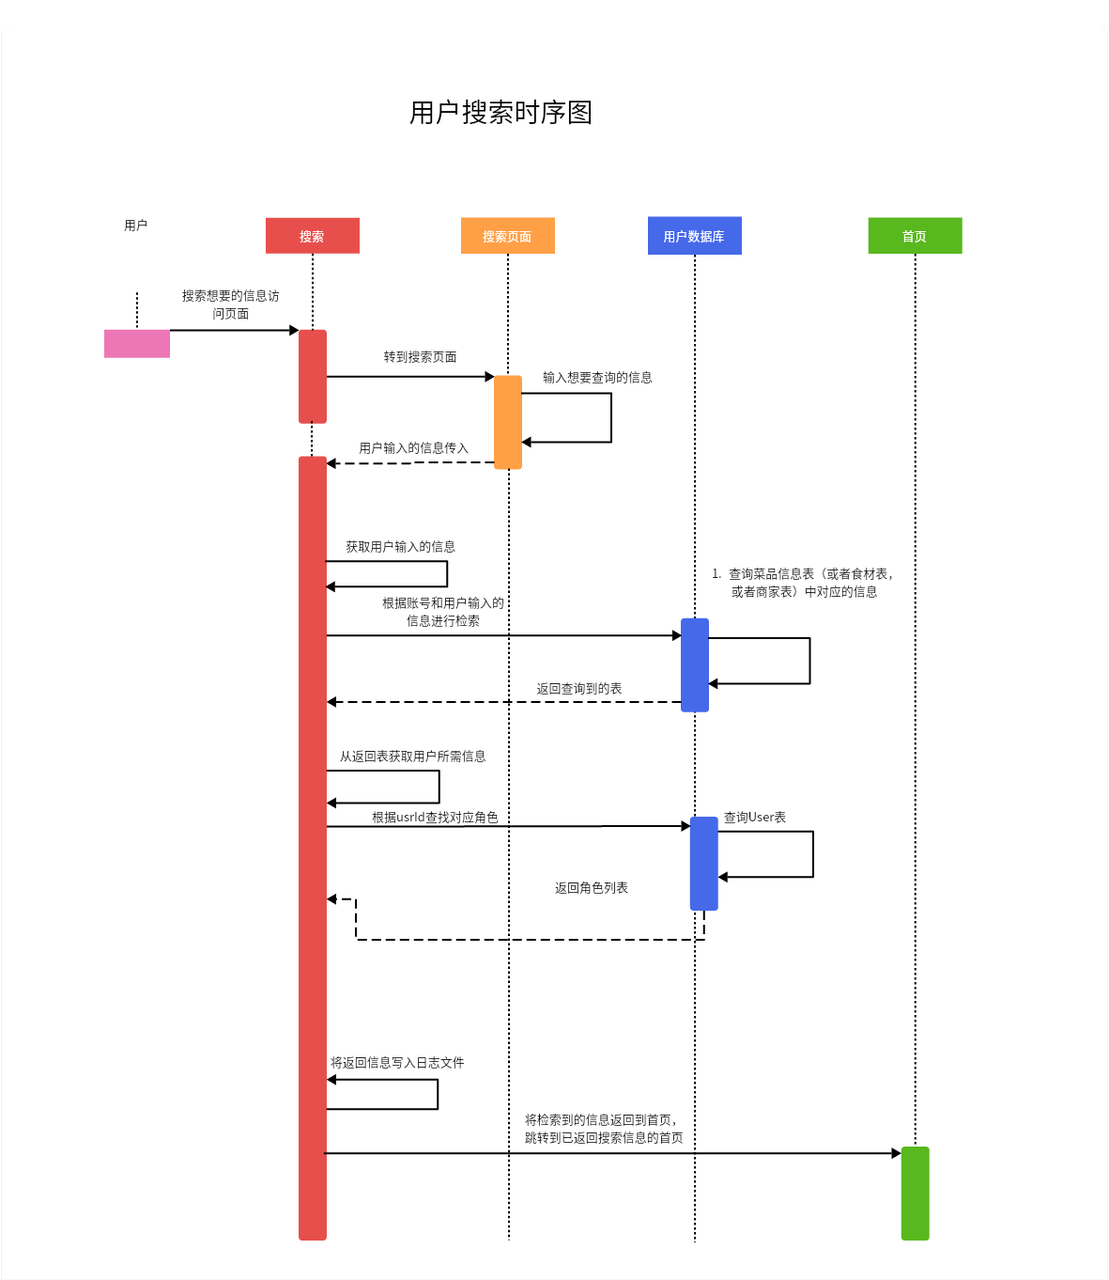 用户搜索时序图
用户
搜索
搜索页面
用户数据库
首页
搜索想要的信息访
问页面
转到搜索页面
输入想要查询的信息
用户输入的信息传入
获取用户输入的信息
1. 查询菜品信息表（或者食材表，
或者商家表）中对应的信息
根据账号和用户输入的
信息进行检索
返回查询到的表
从返回表获取用户所需信息
根据usrId查找对应角色
查询User表
返回角色列表
将返回信息写入日志文件
将检索到的信息返回到首页，
跳转到已返回搜索信息的首页